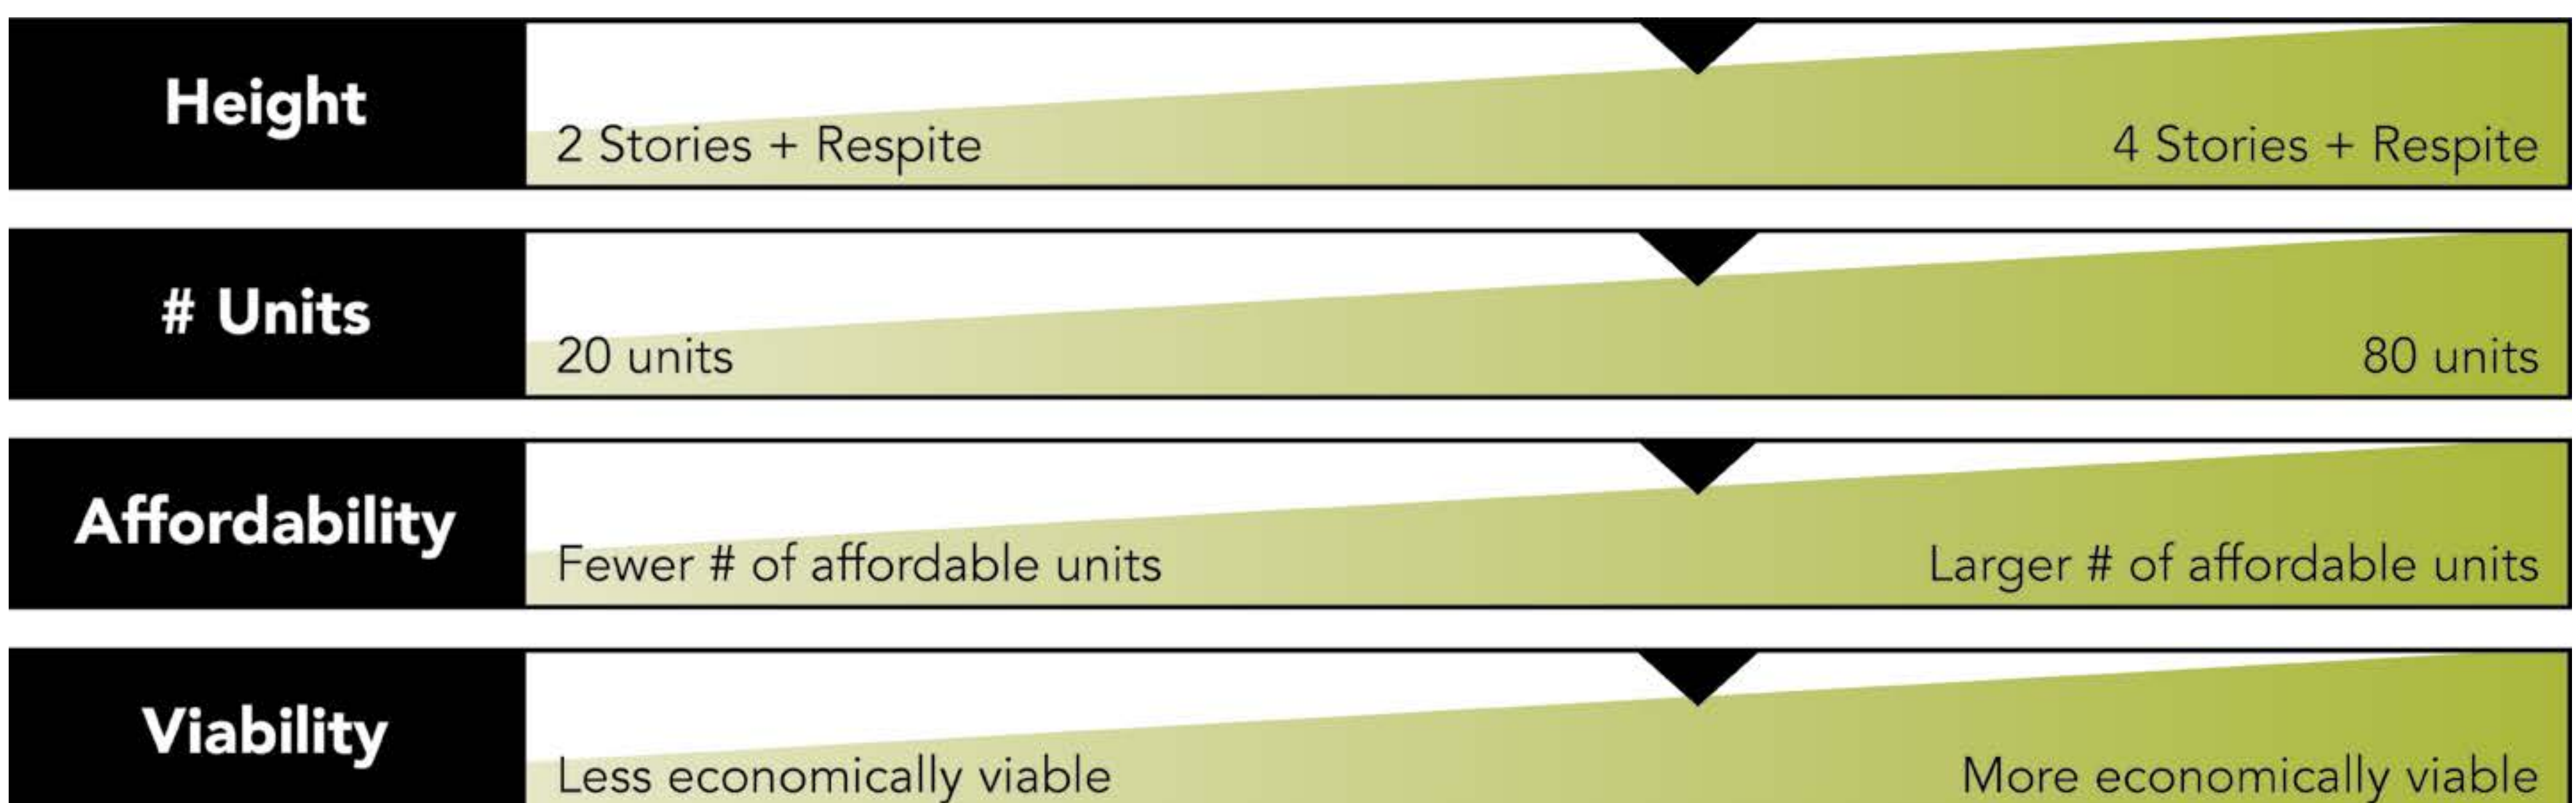 Height
2 Stories + Respite
4 Stories + Respite
# Units
20 units
80 units
Affordability
Fewer # of affordable units
Larger # of affordable units
Viability
Less economically viable
More economically viable